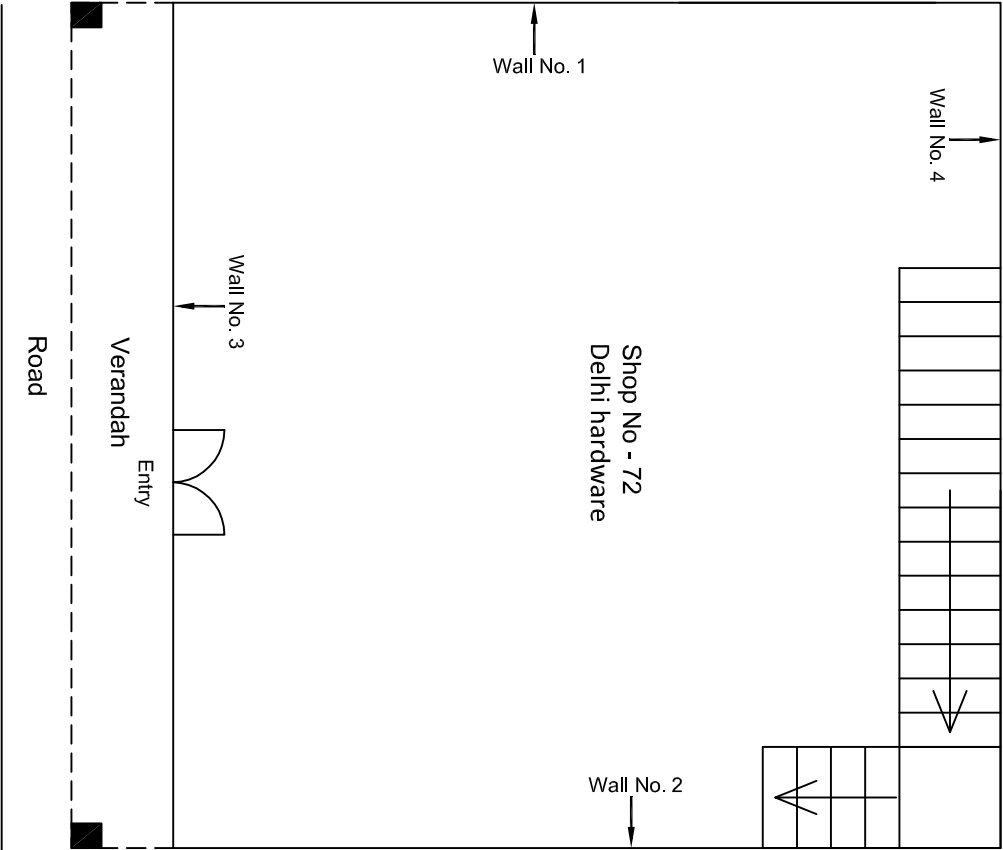 Wall No. 1
Wall No. 4
Wall No. 3
Shop No - 72
Delhi hardware
Road
Verandah
Entry
Wall No. 2